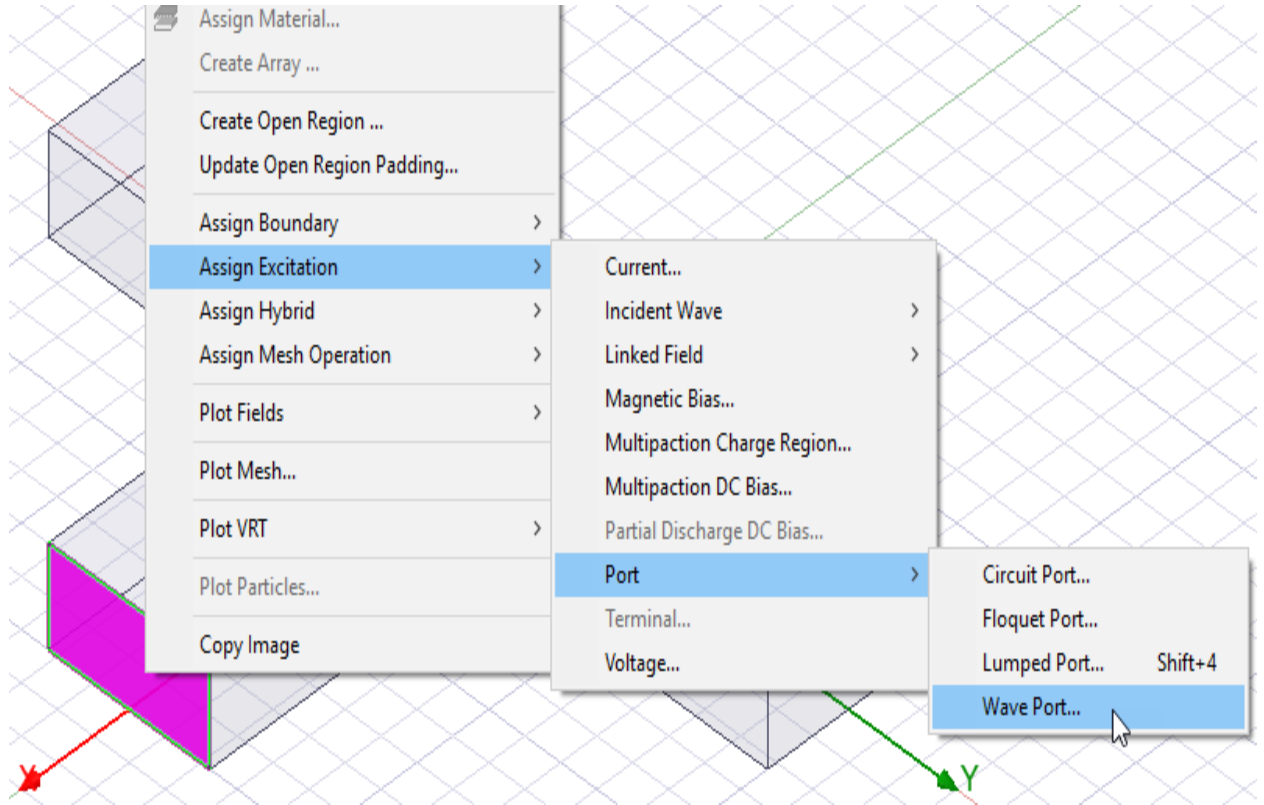 Assign Material...
Create Array ...
Create Open Region ...
Update Open Region Padding...
Assign Boundary
Assign Excitation
Assign Hybrid
Assign Mesh Operation
Plot Fields
Plot Mesh...
Plot VRT
Plot Particles...
Copy Image
Current...
Incident Wave
Linked Field
Magnetic Bias...
Multipaction Charge Region...
Multipaction DC Bias...
Partial Discharge DC Bias...
Port
Terminal...
Voltage...
Circuit Port...
Floquet Port...
Lumped Port... Shift+4
Wave Port...
X
Y